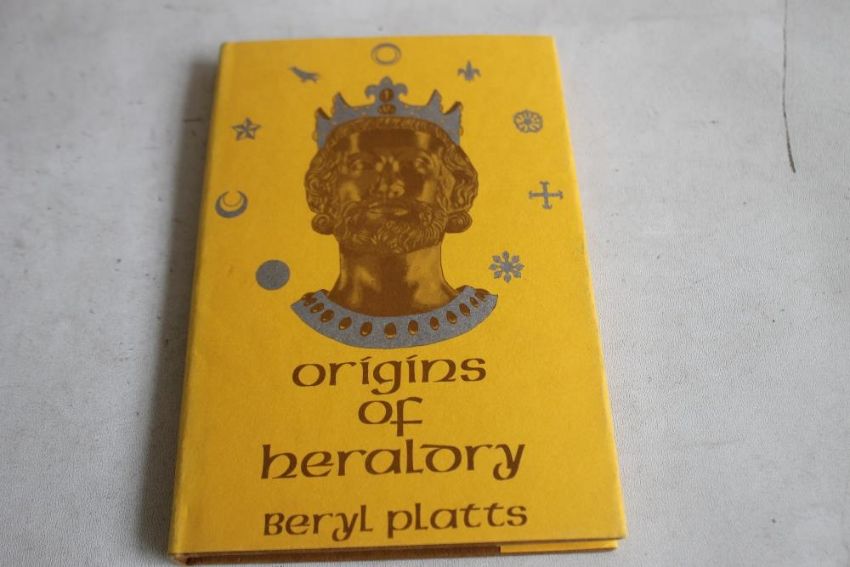 origins
of
heraldry
Beryl Platts